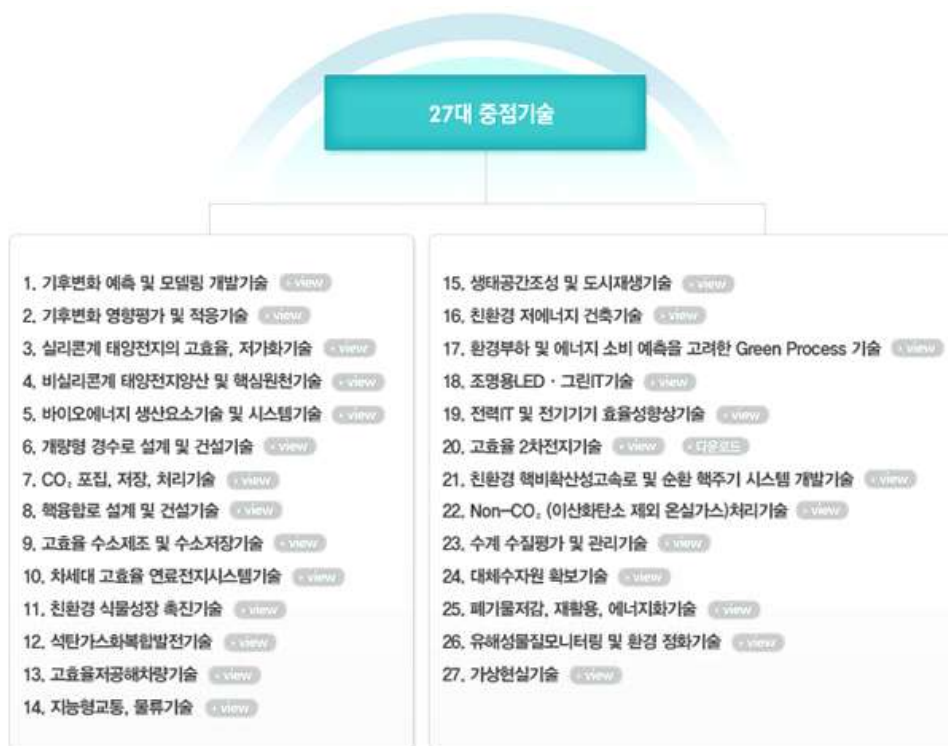 27대 중점기술
1. 기후변화 예측 및 모델링 개발기술 view
2. 기후변화 영향평가 및 적응기술 view
3. 실리콘계 태양전지의 고효율, 저가화기술 view
4. 비실리콘계 태양전지양산 및 핵심원천기술 view
5. 바이오에너지 생산요소기술 및 시스템기술 view
6. 개량형 경수로 설계 및 건설기술 view
7. CO₂ 포집, 저장, 처리기술 view
8. 핵융합로 설계 및 건설기술 view
9. 고효율 수소제조 및 수소저장기술 view
10. 차세대 고효율 연료전지시스템기술 view
11. 친환경 식물성장 촉진기술 view
12. 석탄가스화복합발전기술 view
13. 고효율저공해차량기술 view
14. 지능형교통, 물류기술 view
15. 생태공간조성 및 도시재생기술 view
16. 친환경 저에너지 건축기술 view
17. 환경부하 및 에너지 소비 예측을 고려한 Green Process 기술 view
18. 조명용LED · 그린IT기술 view
19. 전력IT 및 전기기기 효율성향상기술 view
20. 고효율 2차전지기술 view 다운로드
21. 친환경 핵비확산성고속로 및 순환 핵주기 시스템 개발기술 view
22. Non-CO₂ (이산화탄소 제외 온실가스)처리기술 view
23. 수계 수질평가 및 관리기술 view
24. 대체수자원 확보기술 view
25. 폐기물저감, 재활용, 에너지화기술 view
26. 유해성물질모니터링 및 환경 정화기술 view
27. 가상현실기술 view